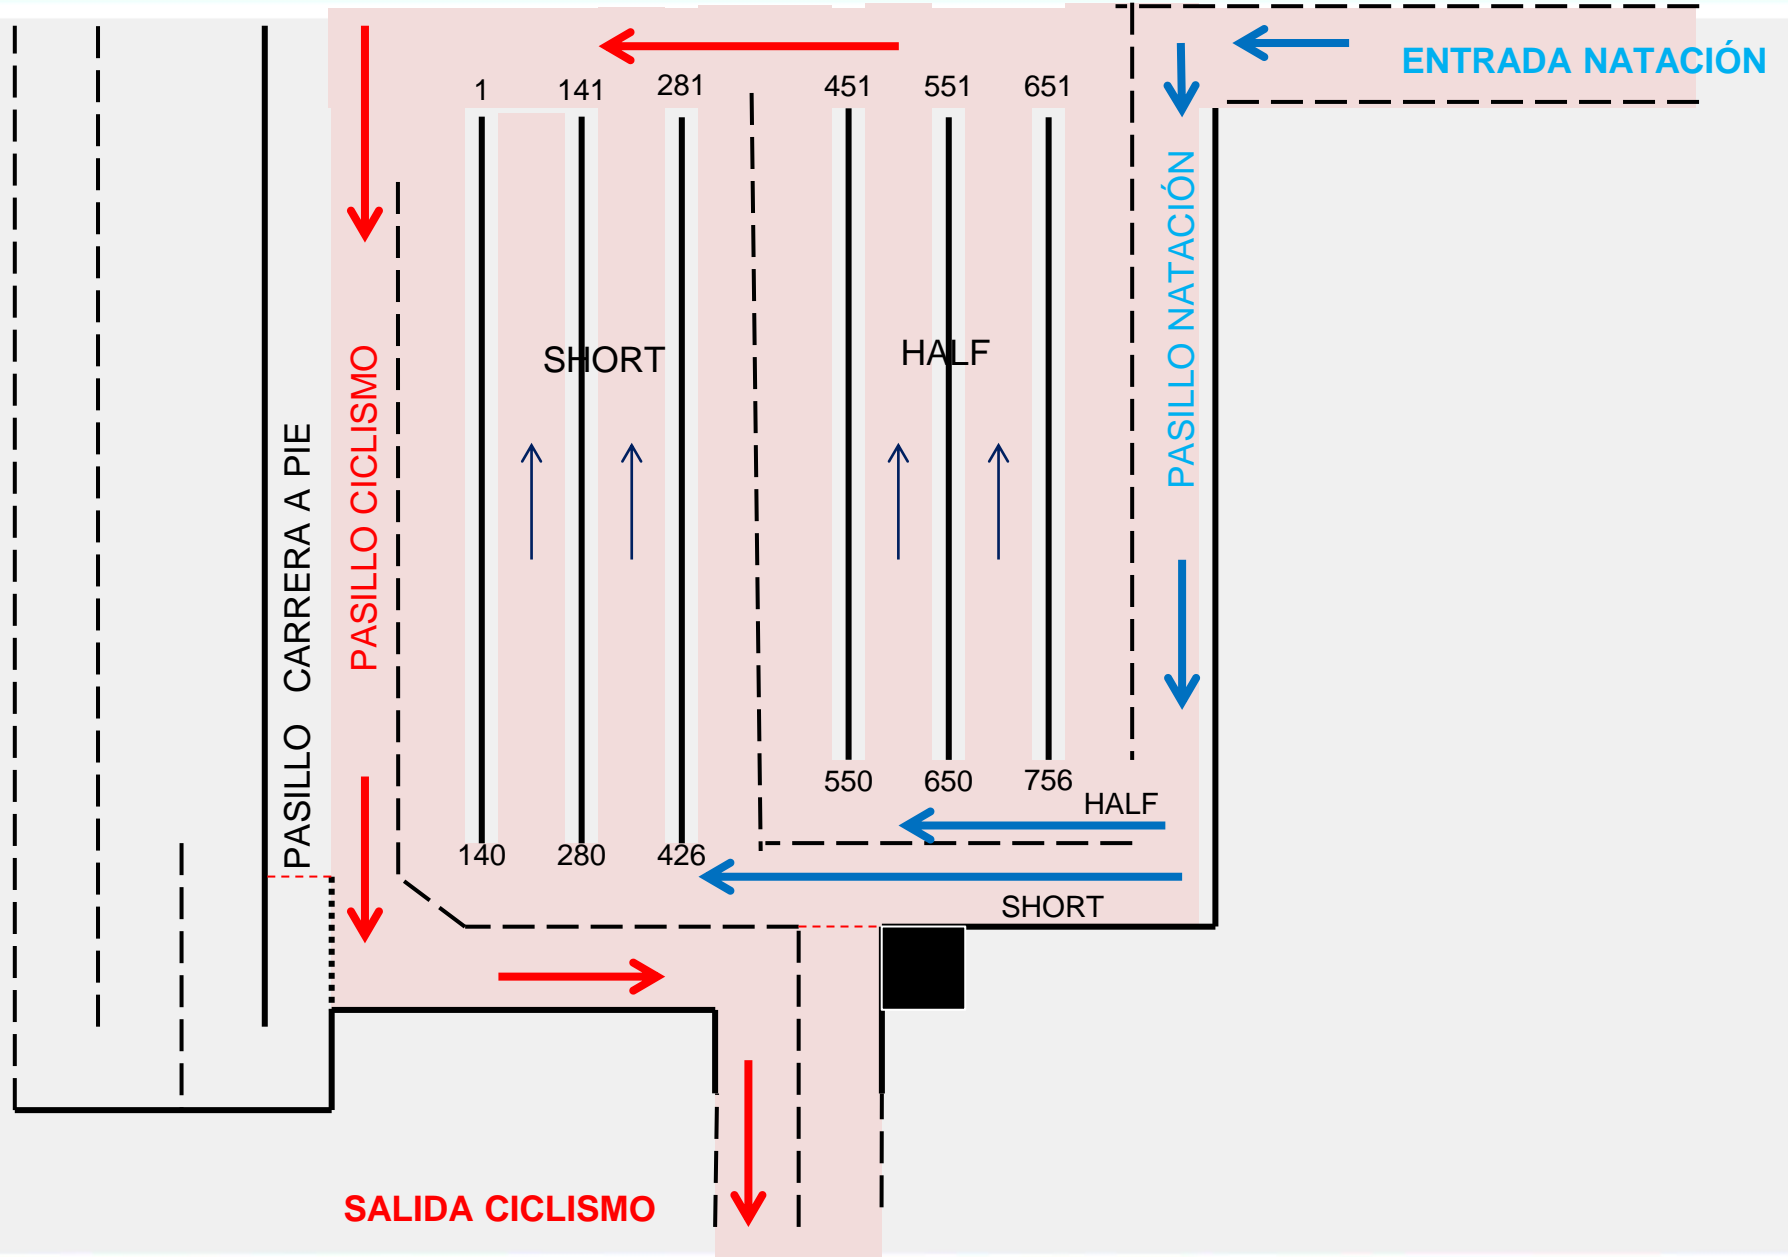 ENTRADA NATACIÓN
1
141
281
451
551
651
PASILLO NATACIÓN
SHORT
HALF
PASILLO CICLISMO
PASILLO CARRERA A PIE
550
650
756
HALF
140
280
426
SHORT
SALIDA CICLISMO